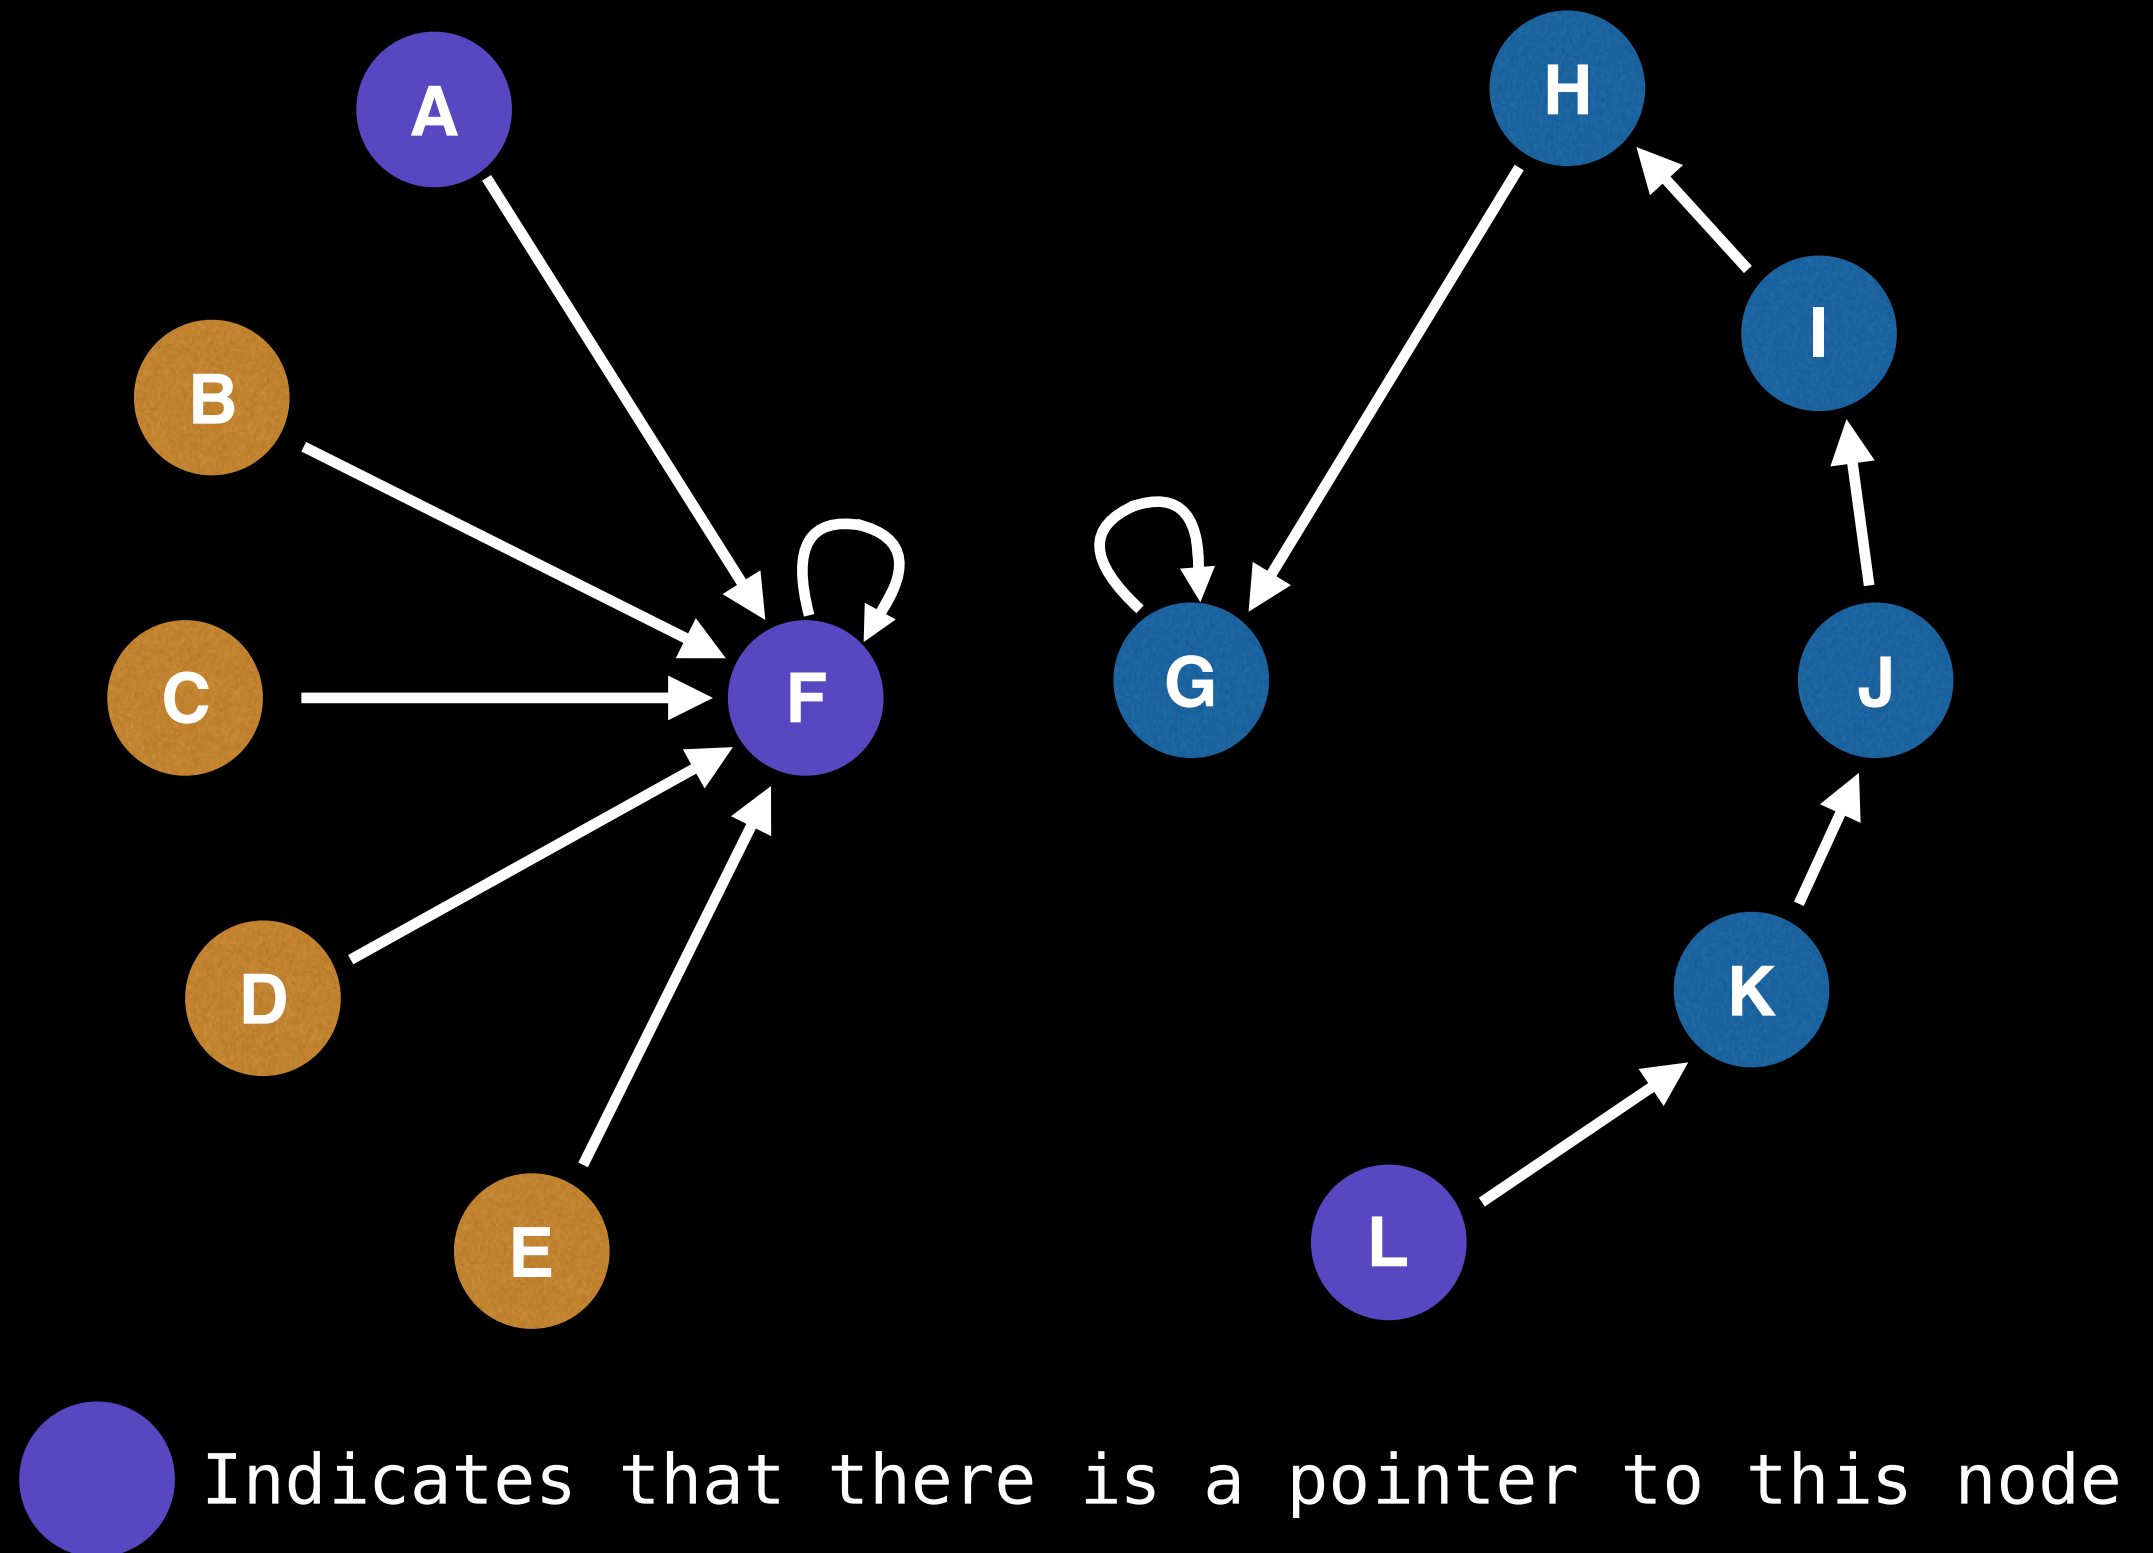 A
H
B
I
C
F
G
J
D
K
E
L
Indicates that there is a pointer to this node